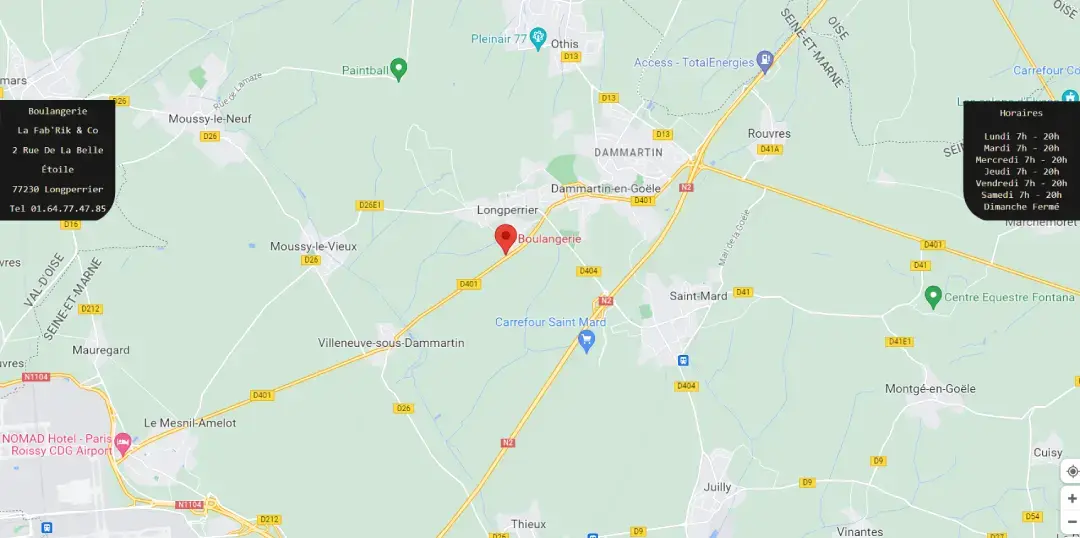 Pleinair 77
Othis
D13
OISE
SEINE-ET-MARNE
OISE
Paintball
Access - TotalEnergies
Carrefour Co
mars
D26
Rue de Lamaze
D13
Boulangerie
La Fab'Rik & Co
2 Rue De La Belle
Étoile
77230 Longperrier
Tel 01.64.77.47.85
Moussy-le-Neuf
D26
D13
Rouvres
D41A
DAMMARTIN
Horaires
Lundi 7h - 20h
Mardi 7h - 20h
Mercredi 7h - 20h
Jeudi 7h - 20h
Vendredi 7h - 20h
Samedi 7h - 20h
Dimanche Fermé
Dammartin-en-Goële
N2
D401
D26E1
Longperrier
D16
Marchémoret
Boulangerie
Moussy-le-Vieux
D26
Mail de la Goële
D401
D41
vres
VAL-D'OISE
SEINE-ET-MARNE
D404
D401
D41
Saint-Mard
N2
Centre Equestre Fontana
D212
Carrefour Saint Mard
Mauregard
Villeneuve-sous-Dammartin
D41E1
uvres
N1104
D404
Montgé-en-Goële
D401
D26
Le Mesnil-Amelot
NOMAD Hotel - Paris
Roissy CDG Airport
N2
D9
Cuisy
D9
Juilly
N1104
D212
Thieux
D9
Vinantes
D54
D27